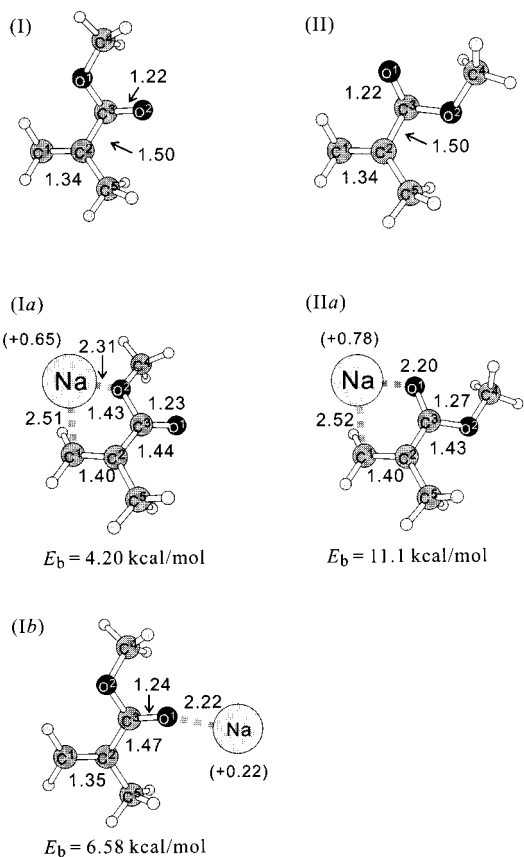 (I)
C4
O1
1.22
C3
O2
C1
C2
1.50
1.34
C5
(II)
O1
C4
1.22
C3
O2
C1
C2
1.50
1.34
C5
(Ia)
(+0.65)
2.31
Na
C4
O2
1.43
1.23
2.51
C3
O1
C1
C2
1.44
1.40
C5
Eb = 4.20 kcal/mol
(IIa)
(+0.78)
2.20
Na
O1
C4
1.27
C3
2.52
O2
C1
C2
1.43
1.40
C5
Eb = 11.1 kcal/mol
(Ib)
C4
O2
1.24
2.22
C3
O1
Na
C1
C2
1.47
1.35
(+0.22)
C5
Eb = 6.58 kcal/mol